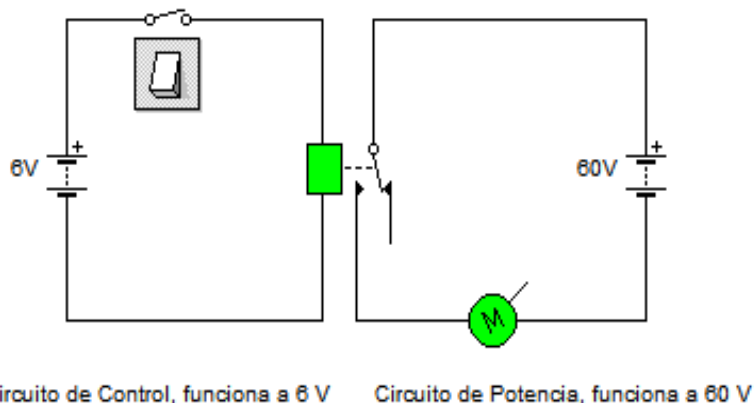 6V
60V
M
ircuito de Control, funciona a 6 V
Circuito de Potencia, funciona a 60 V